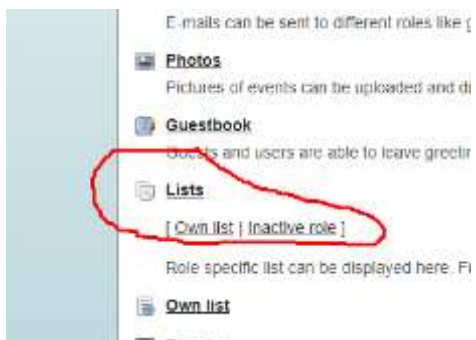 E-mails can be sent to different roles like
Photos
Pictures of events can be uploaded and
Guestbook
Guests and users are able to leave
Lists
[ Own list | Inactive role ]
Role specific list can be displayed here.
Own list